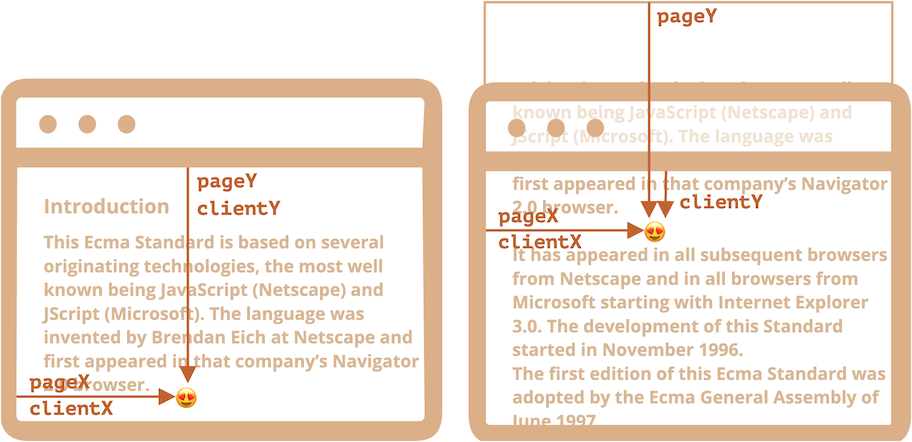 pageY
clientY
Introduction
This Ecma Standard is based on several
originating technologies, the most well
known being JavaScript (Netscape) and
JScript (Microsoft). The language was
invented by Brendan Eich at Netscape and
first appeared in that company’s Navigator
pageX
browser.
clientX
pageY
known being JavaScript (Netscape) and
JScript (Microsoft). The language was
first appeared in that company’s Navigator
clientY
2.0 browser.
pageX
clientX
It has appeared in all subsequent browsers
from Netscape and in all browsers from
Microsoft starting with Internet Explorer
3.0. The development of this Standard
started in November 1996.
The first edition of this Ecma Standard was
adopted by the Ecma General Assembly of
June 1997.